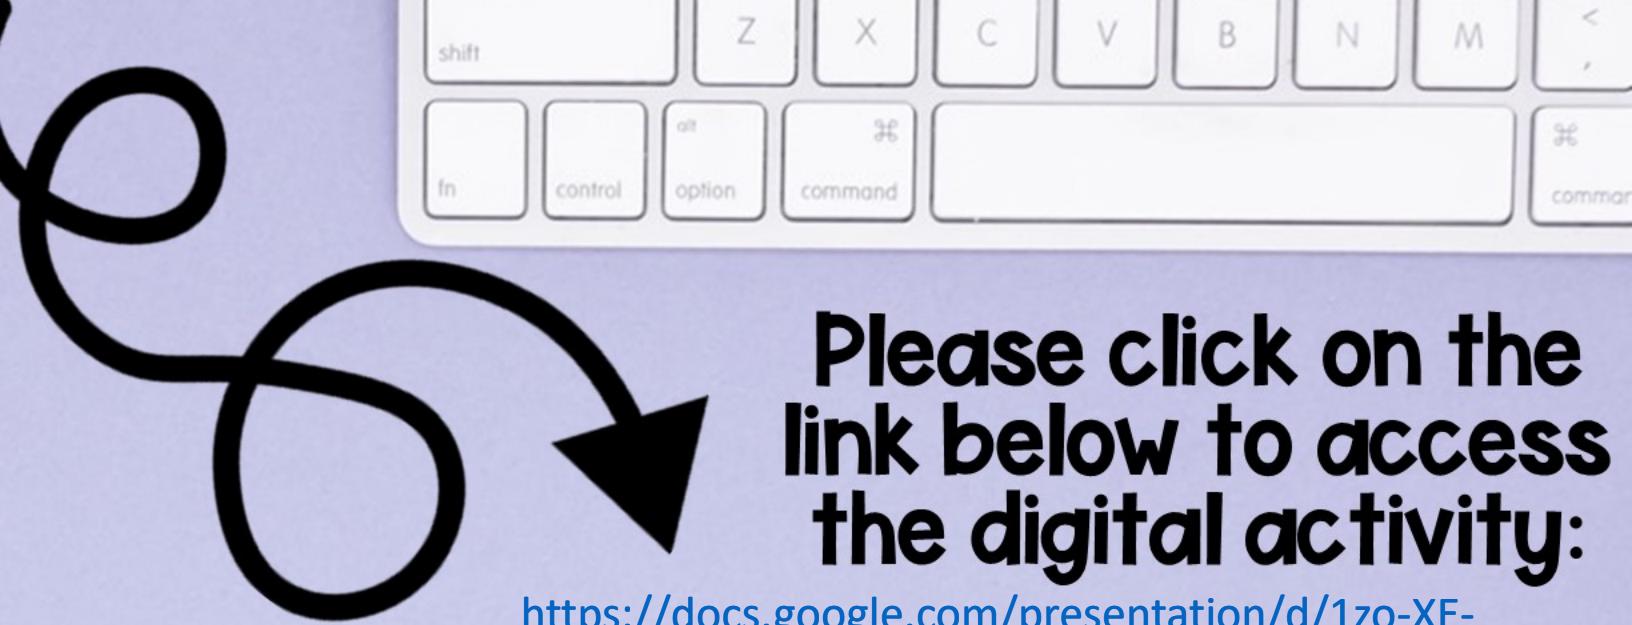 Z X C V B N M <
shift ,
alt ⌘ ⌘
fn control option command comman
Please click on the
link below to access
the digital activity:
https://docs.google.com/presentation/d/1zo-XF-